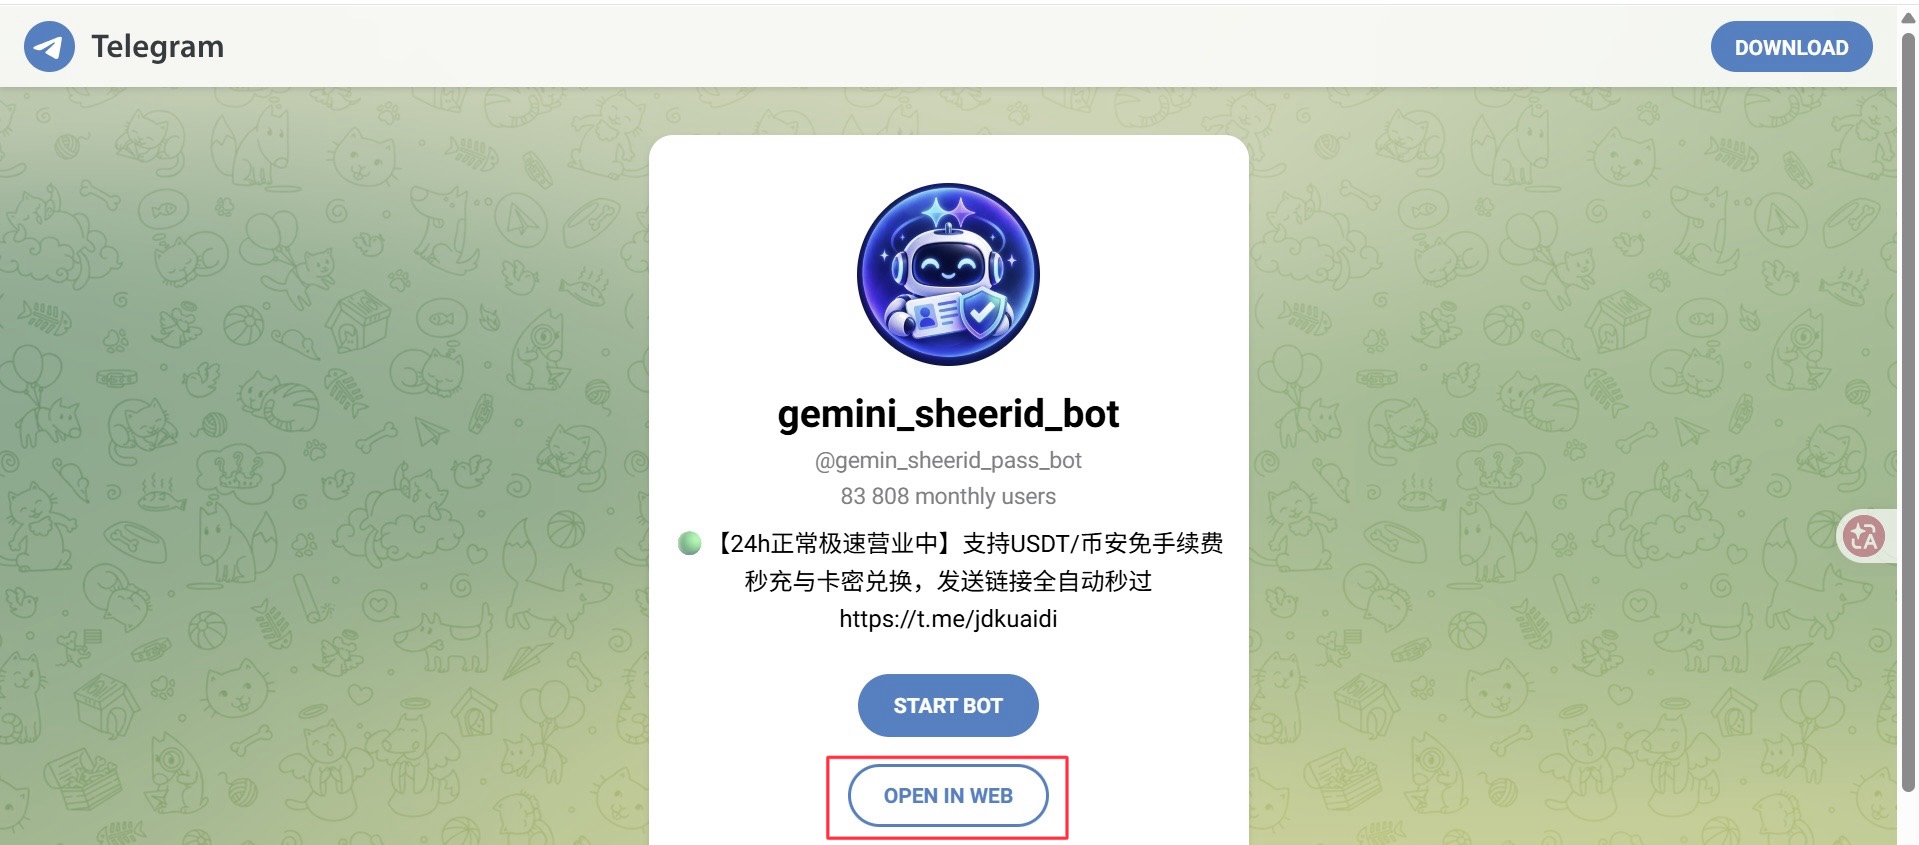 Telegram
DOWNLOAD
gemini_sheerid_bot
@gemin_sheerid_pass_bot
83 808 monthly users
【24h正常极速营业中】支持USDT/币安免手续费
秒充与卡密兑换，发送链接全自动秒过
https://t.me/jdkuaidi
START BOT
OPEN IN WEB